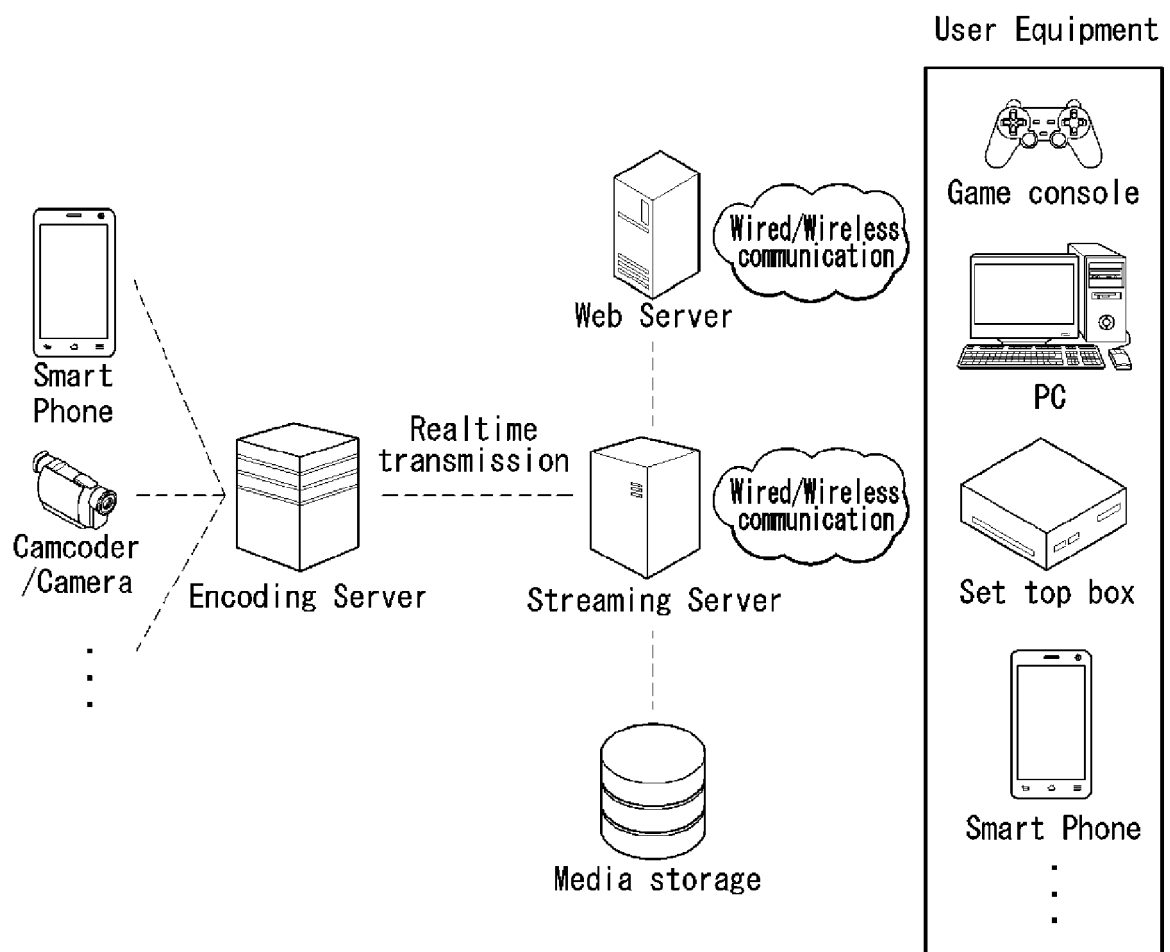 User Equipment
Game console
Wired/Wireless
communication
Web Server
PC
Smart
Phone
Realtime
transmission
Wired/Wireless
communication
Camcoder
/Camera
Encoding Server
Streaming Server
Set top box
Smart Phone
Media storage